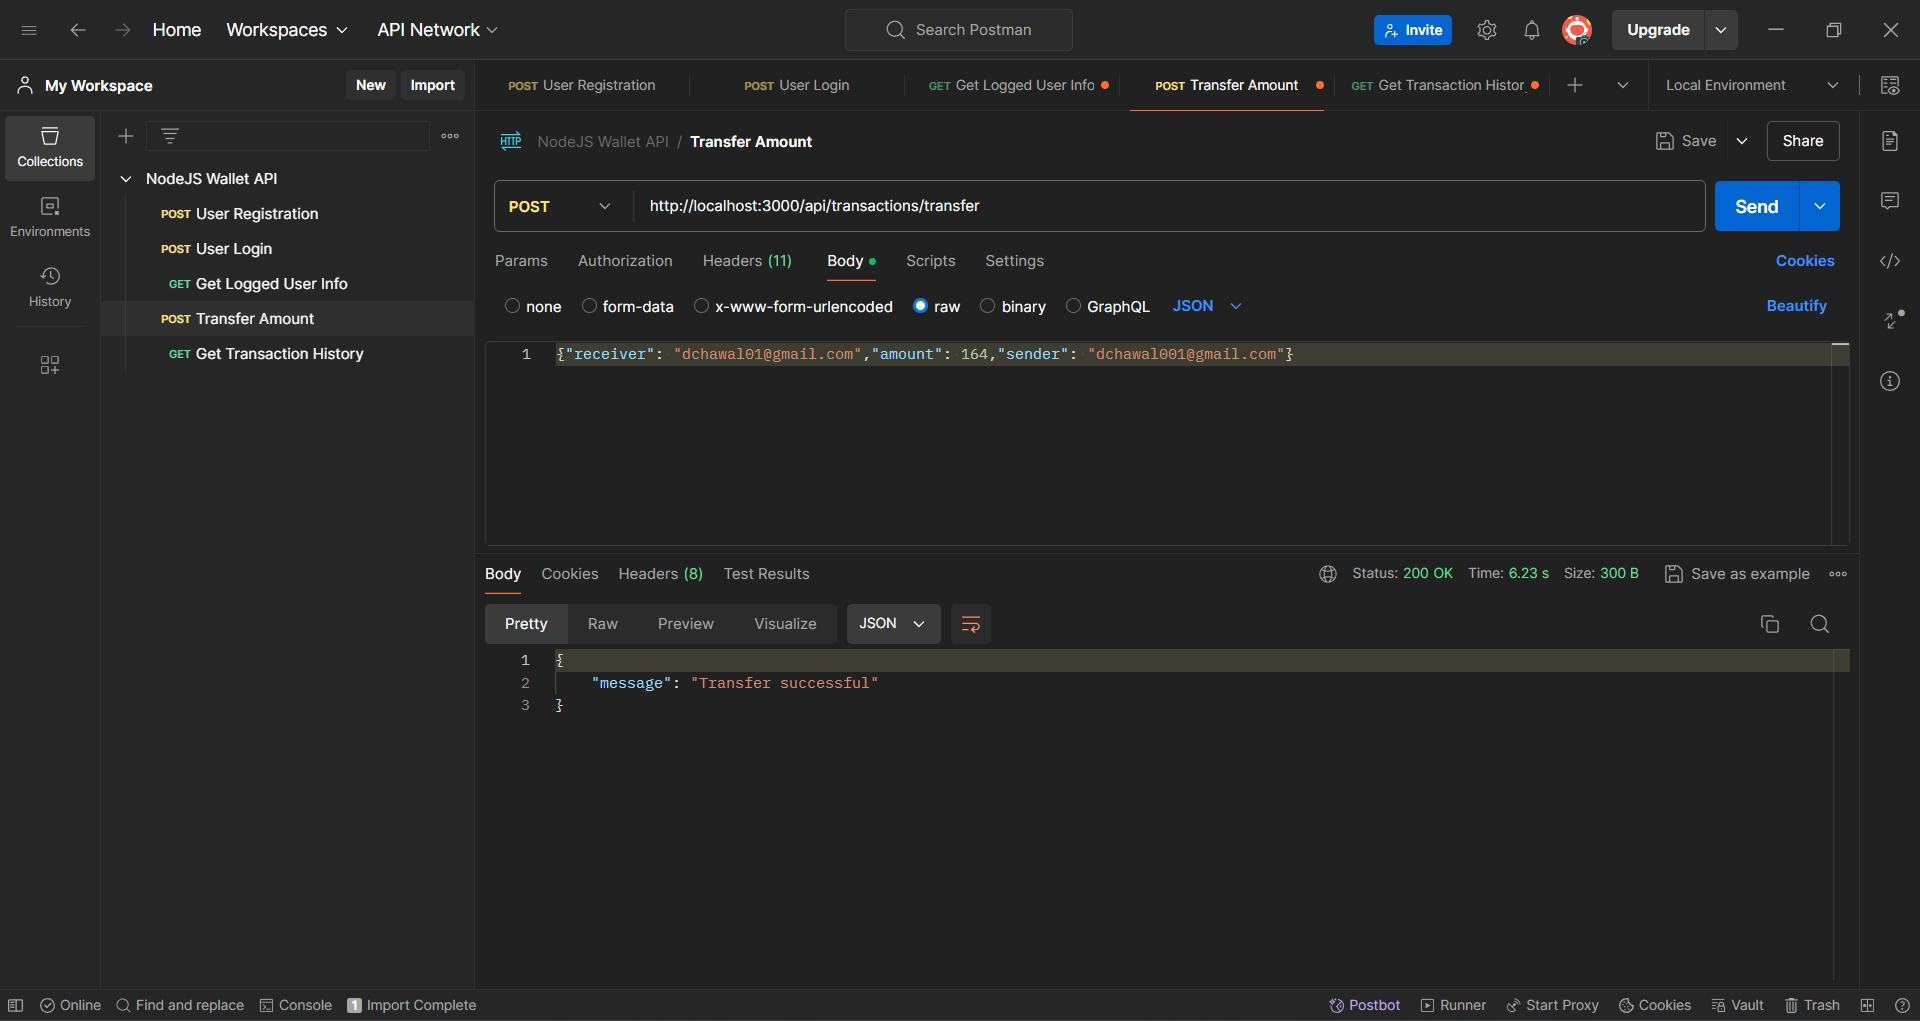 Home Workspaces API Network Search Postman Invite Upgrade
My Workspace New Import POST User Registration POST User Login GET Get Logged User Info POST Transfer Amount GET Get Transaction Histor Local Environment
Collections
Environments
History
NodeJS Wallet API
POST User Registration
POST User Login
GET Get Logged User Info
POST Transfer Amount
GET Get Transaction History
HTTP NodeJS Wallet API / Transfer Amount Save Share
POST http://localhost:3000/api/transactions/transfer Send
Params Authorization Headers (11) Body Scripts Settings Cookies
none form-data x-www-form-urlencoded raw binary GraphQL JSON Beautify
1 {"receiver": "dchawal01@gmail.com","amount": 164,"sender": "dchawal001@gmail.com"}
Body Cookies Headers (8) Test Results Status: 200 OK Time: 6.23 s Size: 300 B Save as example
Pretty Raw Preview Visualize JSON
1 {
2 "message": "Transfer successful"
3 }
Online Find and replace Console 1 Import Complete Postbot Runner Start Proxy Cookies Vault Trash